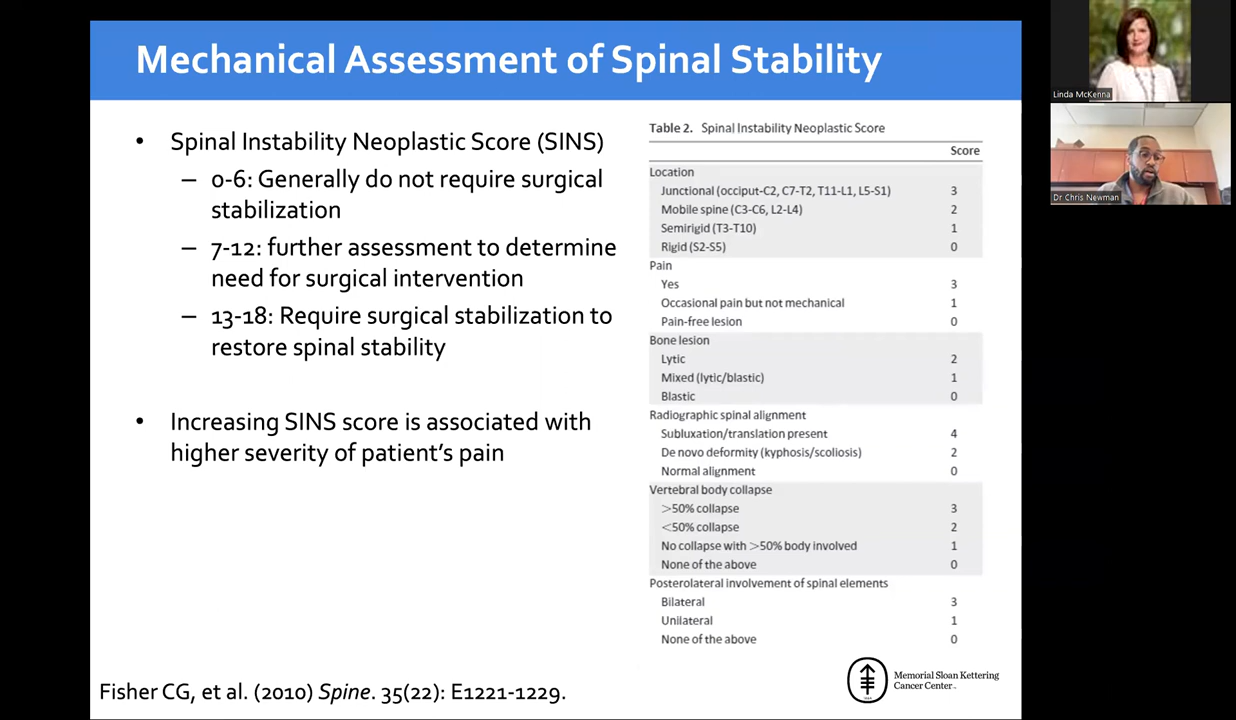 Mechanical Assessment of Spinal Stability
• Spinal Instability Neoplastic Score (SINS)
– 0-6: Generally do not require surgical
stabilization
– 7-12: further assessment to determine
need for surgical intervention
– 13-18: Require surgical stabilization to
restore spinal stability
• Increasing SINS score is associated with
higher severity of patient's pain
Fisher CG, et al. (2010) Spine. 35(22): E1221-1229.
Table 2. Spinal Instability Neoplastic Score
Score
Location
Junctional (occiput-C2, C7-T2, T11-L1, L5-S1) 3
Mobile spine (C3-C6, L2-L4) 2
Semirigid (T3-T10) 1
Rigid (S2-S5) 0
Pain
Yes 3
Occasional pain but not mechanical 1
Pain-free lesion 0
Bone lesion
Lytic 2
Mixed (lytic/blastic) 1
Blastic 0
Radiographic spinal alignment
Subluxation/translation present 4
De novo deformity (kyphosis/scoliosis) 2
Normal alignment 0
Vertebral body collapse
>50% collapse 3
<50% collapse 2
No collapse with >50% body involved 1
None of the above 0
Posterolateral involvement of spinal elements
Bilateral 3
Unilateral 1
None of the above 0
Memorial Sloan Kettering
Cancer Center™
Linda McKenna
Dr Chris Newman